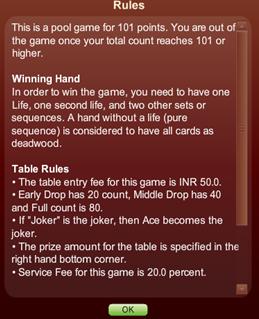 Rules
This is a pool game for 101 points. You are out of
the game once your total count reaches 101 or
higher.
Winning Hand
In order to win the game, you need to have one
Life, one second life, and two other sets or
sequences. A hand without a life (pure
sequence) is considered to have all cards as
deadwood.
Table Rules
• The table entry fee for this game is INR 50.0.
• Early Drop has 20 count, Middle Drop has 40
and Full count is 80.
• If "Joker" is the joker, then Ace becomes the
joker.
• The prize amount for the table is specified in the
right hand bottom corner.
• Service Fee for this game is 20.0 percent.
OK